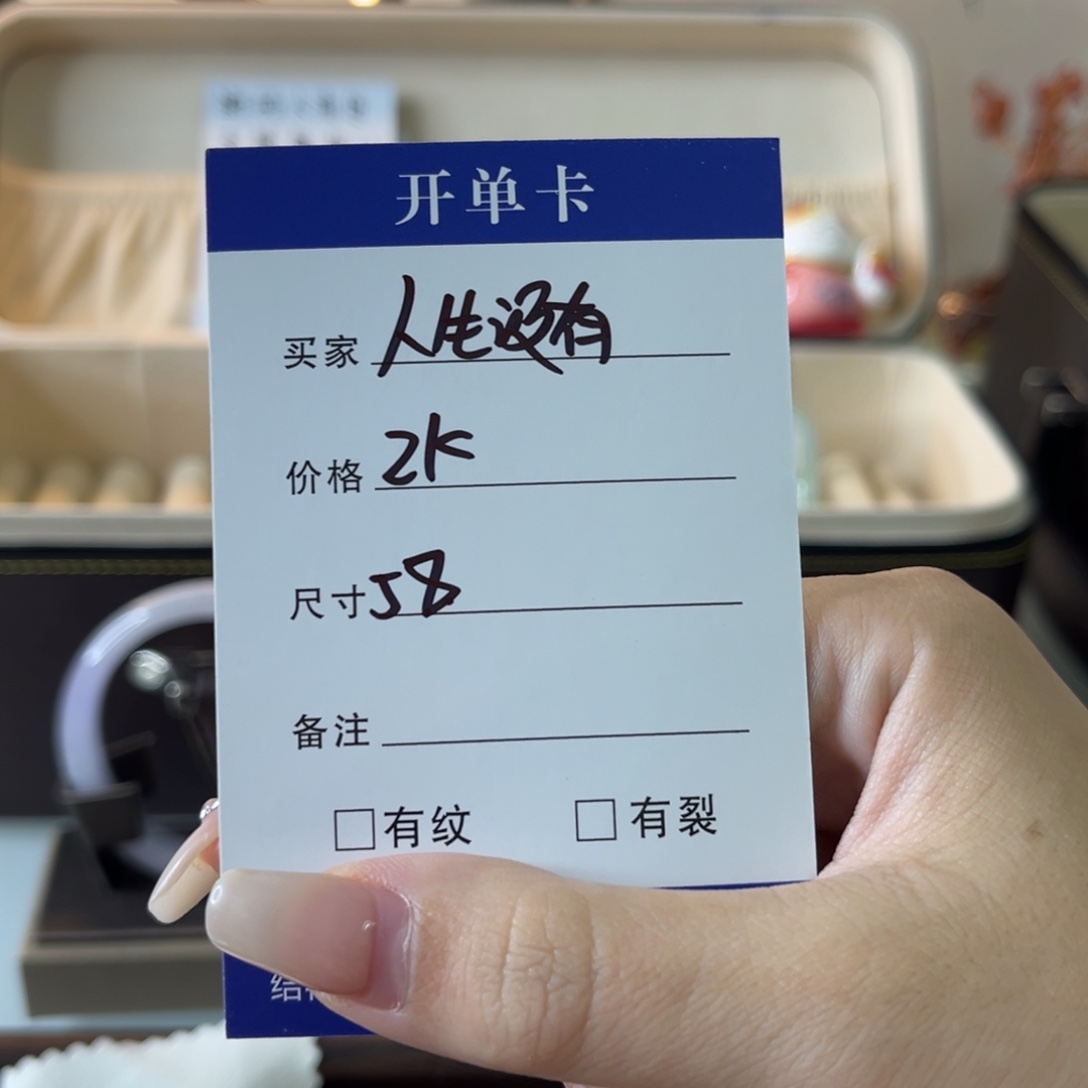 开单卡
买家 人生没有
价格 2K
尺寸 58
备注
有纹 有裂
结